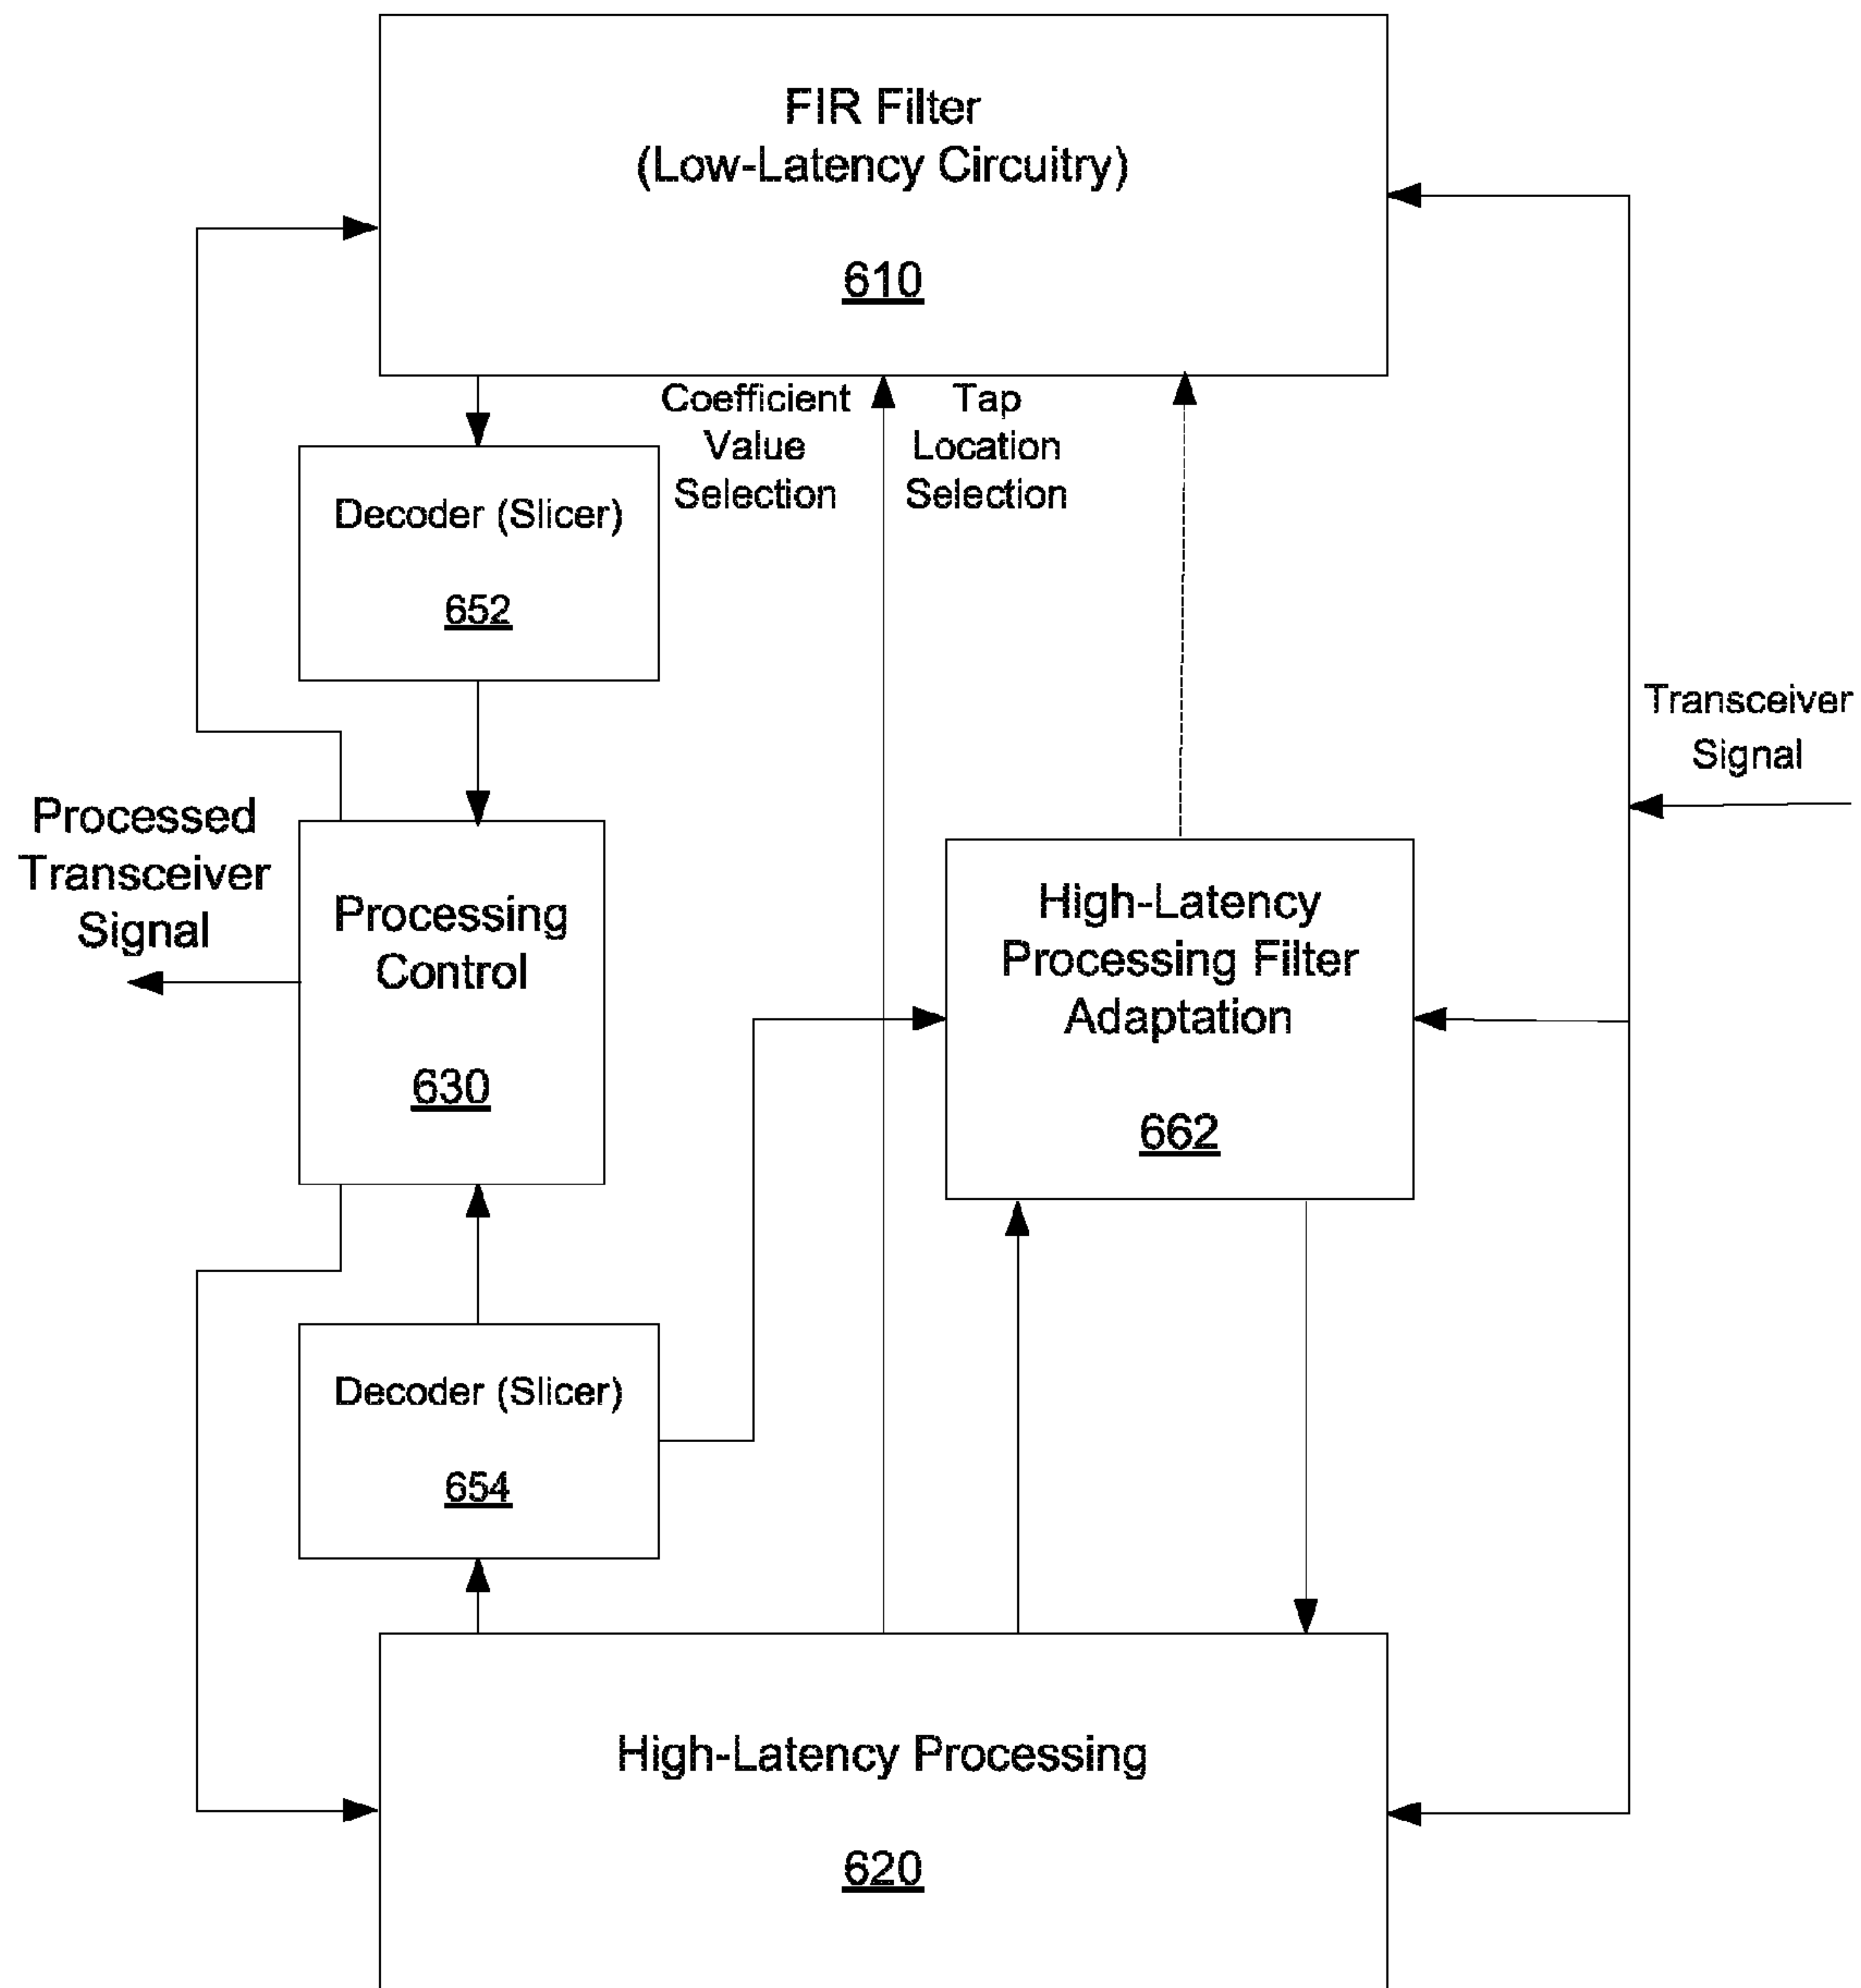 FIR Filter
(Low-Latency Circuitry)
610
Coefficient
Value
Selection
Tap
Location
Selection
Decoder (Slicer)
652
Transceiver
Signal
Processed
Transceiver
Signal
Processing
Control
630
High-Latency
Processing Filter
Adaptation
662
Decoder (Slicer)
654
High-Latency Processing
620